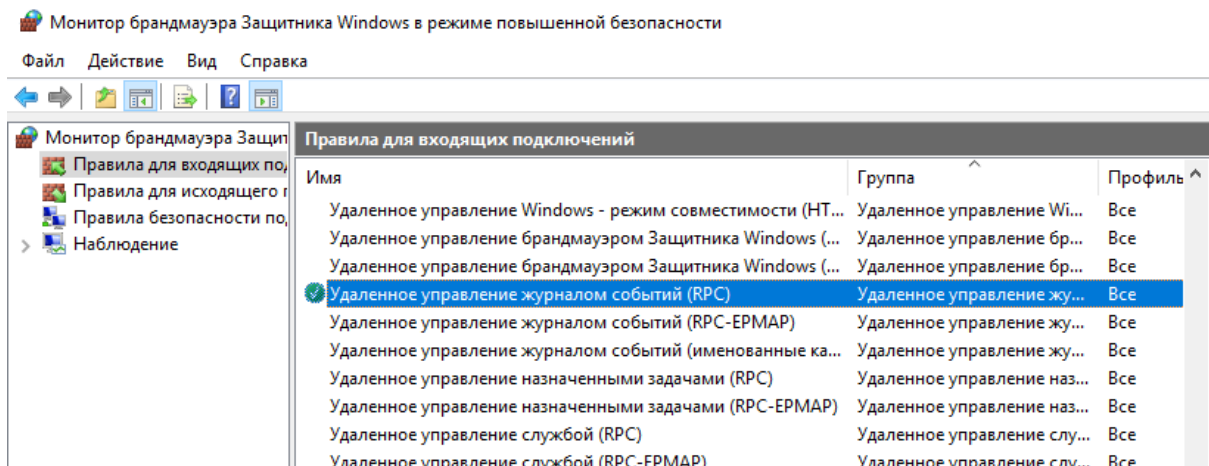 Монитор брандмауэра Защитника Windows в режиме повышенной безопасности
Файл Действие Вид Справка
Монитор брандмауэра Защит
Правила для входящих по
Правила для исходящего
Правила безопасности по
Наблюдение
Правила для входящих подключений
Имя Группа Профиль
Удаленное управление Windows - режим совместимости (HT... Удаленное управление Wi... Все
Удаленное управление брандмауэром Защитника Windows (... Удаленное управление бр... Все
Удаленное управление брандмауэром Защитника Windows (... Удаленное управление бр... Все
Удаленное управление журналом событий (RPC) Удаленное управление жу... Все
Удаленное управление журналом событий (RPC-EPMAP) Удаленное управление жу... Все
Удаленное управление журналом событий (именованные ка... Удаленное управление жу... Все
Удаленное управление назначенными задачами (RPC) Удаленное управление наз... Все
Удаленное управление назначенными задачами (RPC-EPMAP) Удаленное управление наз... Все
Удаленное управление службой (RPC) Удаленное управление слу... Все
Удаленное управление службой (RPC-EPMAP) Удаленное управление слу... Все